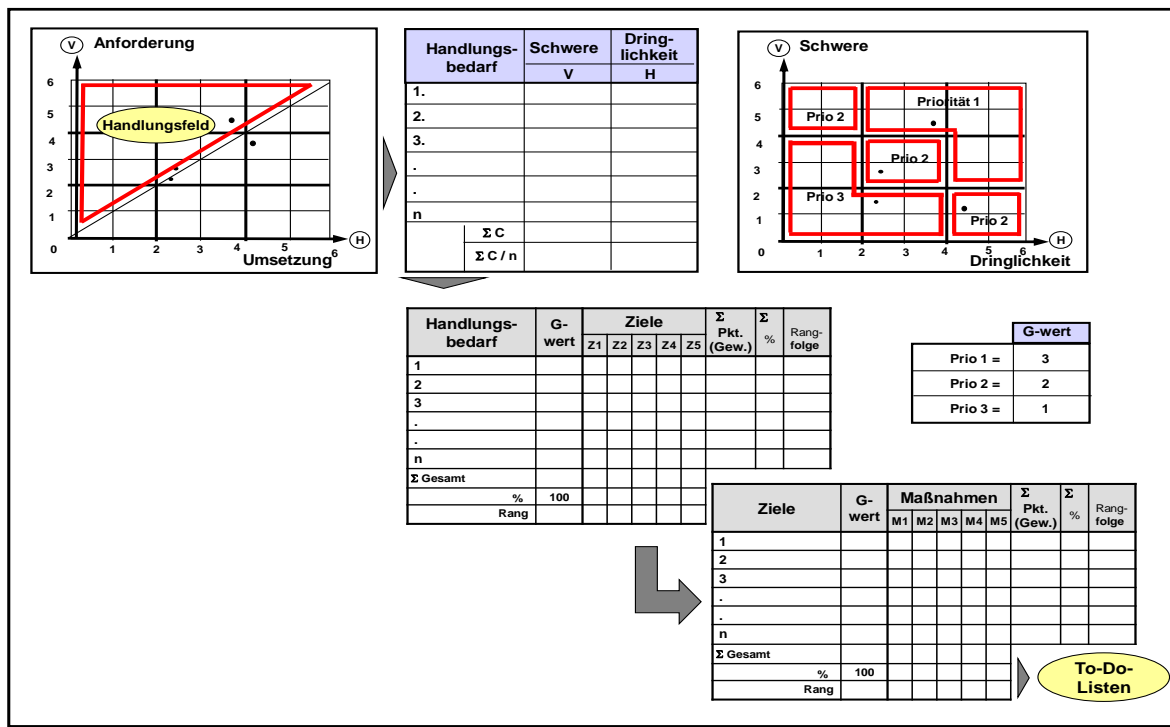 V Anforderung
6
5
4
3
2
1
0 1 2 3 4 5 6
H
Umsetzung
Handlungsfeld
Handlungs-
bedarf
Schwere
Dring-
lichkeit
V H
1.
2.
3.
.
.
n
Σ C
Σ C / n
V Schwere
6
5
4
3
2
1
0 1 2 3 4 5 6
H
Dringlichkeit
Priorität 1
Prio 2
Prio 2
Prio 3
Prio 2
Handlungs-
bedarf
G-
wert
Ziele
Z1 Z2 Z3 Z4 Z5
Σ
Pkt.
(Gew.)
Σ
%
Rang-
folge
1
2
3
.
.
n
Σ Gesamt
% 100
Rang
G-wert
Prio 1 = 3
Prio 2 = 2
Prio 3 = 1
Ziele
G-
wert
Maßnahmen
M1 M2 M3 M4 M5
Σ
Pkt.
(Gew.)
Σ
%
Rang-
folge
1
2
3
.
.
n
Σ Gesamt
% 100
Rang
To-Do-
Listen